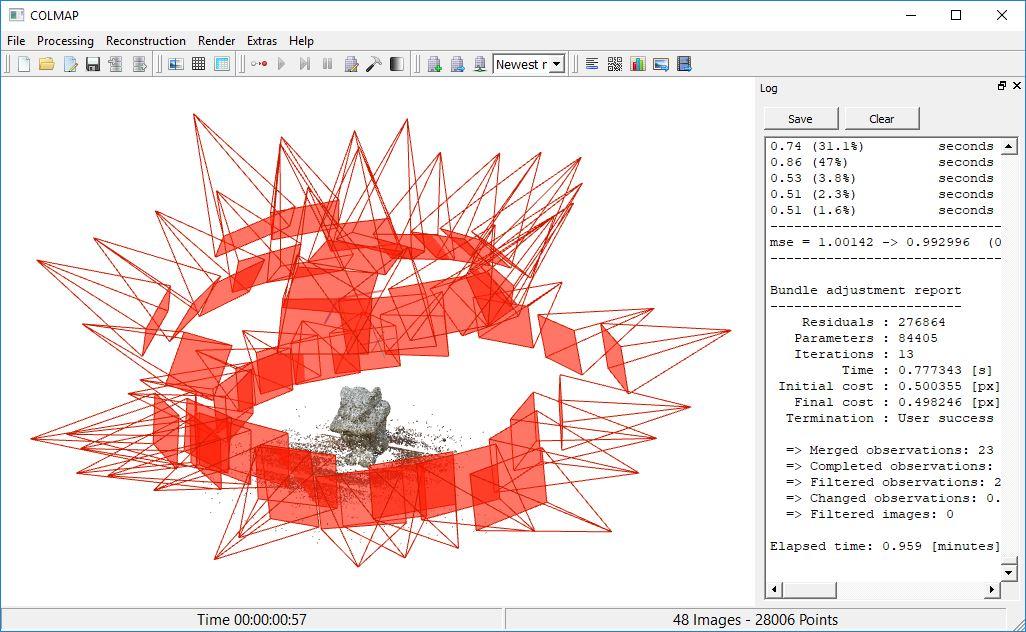 COLMAP
File Processing Reconstruction Render Extras Help
Newest r
Log
Save Clear
0.74 (31.1%) seconds
0.86 (47%) seconds
0.53 (3.8%) seconds
0.51 (2.3%) seconds
0.51 (1.6%) seconds
-----------------------------
mse = 1.00142 -> 0.992996 (0
-----------------------------
Bundle adjustment report
------------------------
Residuals : 276864
Parameters : 84405
Iterations : 13
Time : 0.777343 [s]
Initial cost : 0.500355 [px]
Final cost : 0.498246 [px]
Termination : User success
=> Merged observations: 23
=> Completed observations:
=> Filtered observations: 2
=> Changed observations: 0.
=> Filtered images: 0
Elapsed time: 0.959 [minutes]
Time 00:00:00:57
48 Images - 28006 Points